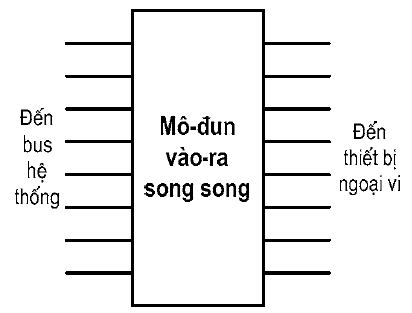 Đến
bus
hệ
thống
Mô-đun
vào-ra
song song
Đến
thiết bị
ngoại vi